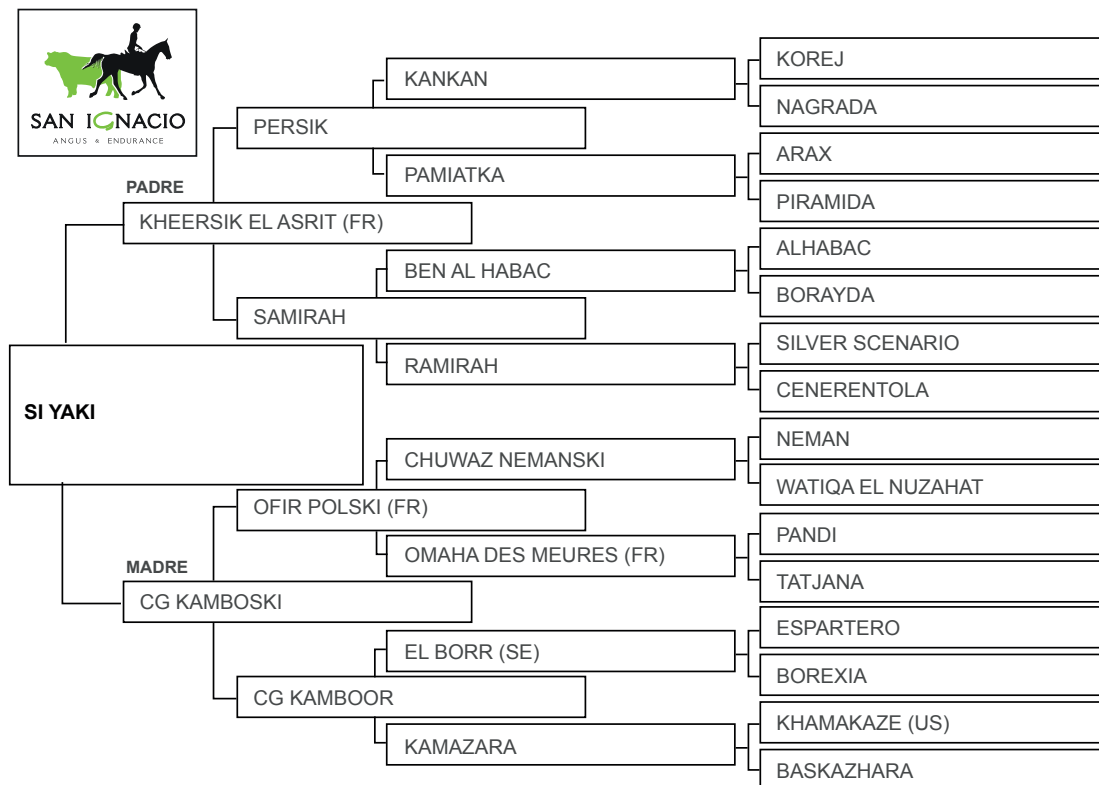 SAN IGNACIO
ANGUS & ENDURANCE
KOREJ
KANKAN
NAGRADA
PERSIK
ARAX
PAMIATKA
PIRAMIDA
PADRE
KHEERSIK EL ASRIT (FR)
ALHABAC
BEN AL HABAC
BORAYDA
SAMIRAH
SILVER SCENARIO
RAMIRAH
CENERENTOLA
SI YAKI
NEMAN
CHUWAZ NEMANSKI
WATIQA EL NUZAHAT
OFIR POLSKI (FR)
PANDI
OMAHA DES MEURES (FR)
TATJANA
MADRE
CG KAMBOSKI
ESPARTERO
EL BORR (SE)
BOREXIA
CG KAMBOOR
KHAMAKAZE (US)
KAMAZARA
BASKAZHARA